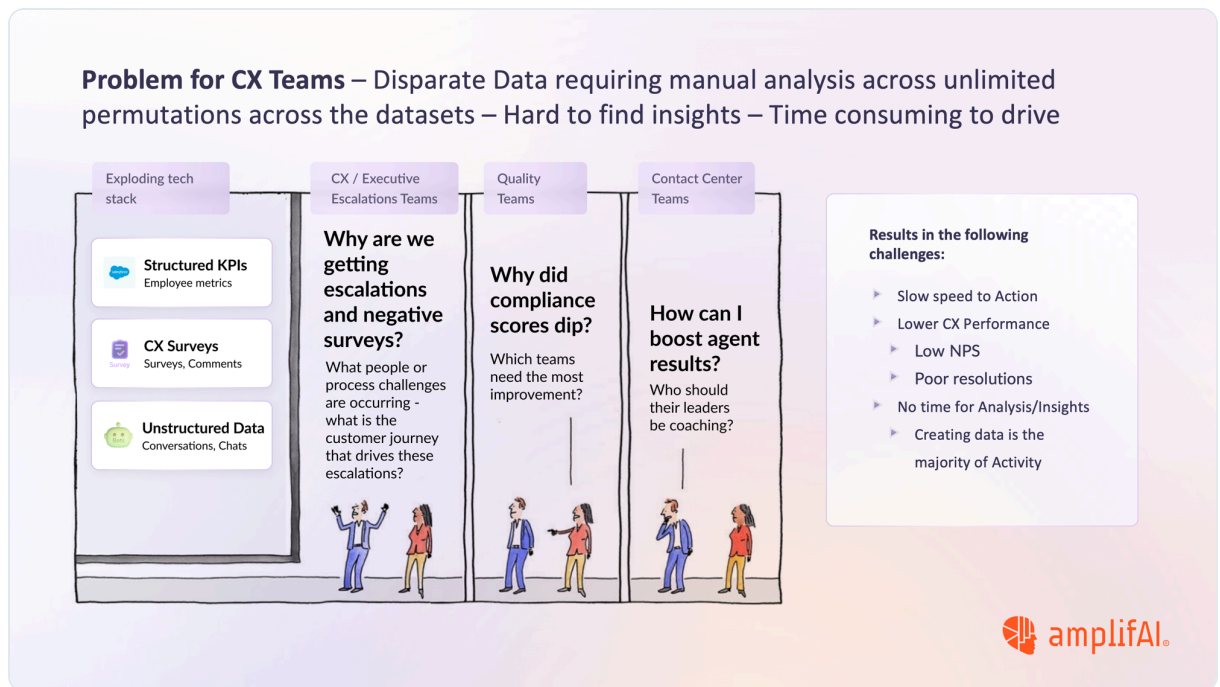 Problem for CX Teams – Disparate Data requiring manual analysis across unlimited
permutations across the datasets – Hard to find insights – Time consuming to drive
Exploding tech
stack
Structured KPIs
Employee metrics
CX Surveys
Surveys, Comments
Survey
Unstructured Data
Conversations, Chats
Bots
CX / Executive
Escalations Teams
Why are we
getting
escalations
and negative
surveys?
What people or
process challenges
are occurring -
what is the
customer journey
that drives these
escalations?
Quality
Teams
Why did
compliance
scores dip?
Which teams
need the most
improvement?
Contact Center
Teams
How can I
boost agent
results?
Who should
their leaders
be coaching?
Results in the following
challenges:
Slow speed to Action
Lower CX Performance
Low NPS
Poor resolutions
No time for Analysis/Insights
Creating data is the
majority of Activity
amplifAI®